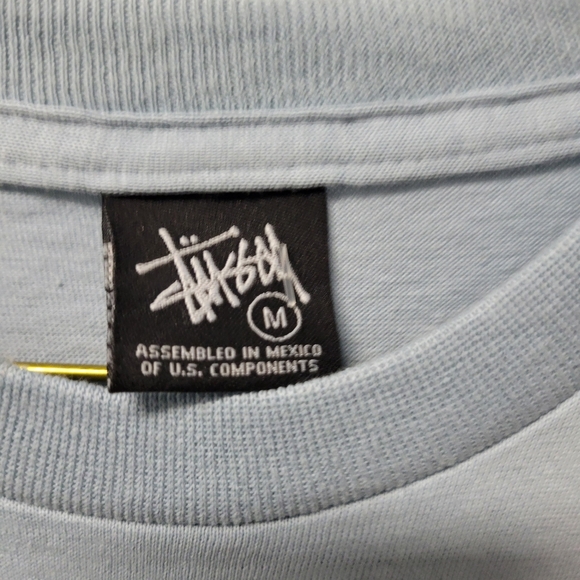 Stüssy
M
ASSEMBLED IN MEXICO
OF U.S. COMPONENTS